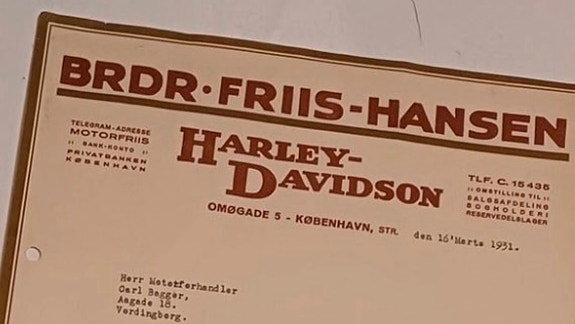 BRDR·FRIIS-HANSEN
TELEGRAM-ADRESSE
MOTORFRIIS
" BANK-KONTO "
PRIVATBANKEN
KØBENHAVN
HARLEY-
DAVIDSON
TLF. C. 15435
" OMSTILLING TIL "
SALGSAFDELING
BOGHOLDERI
RESERVEDELSLAGER
OMØGADE 5 - KØBENHAVN, STR.
den 16'Marts 1931.
Herr Motorforhandler
Carl Bagger,
Aagade 18.
Vordingborg.